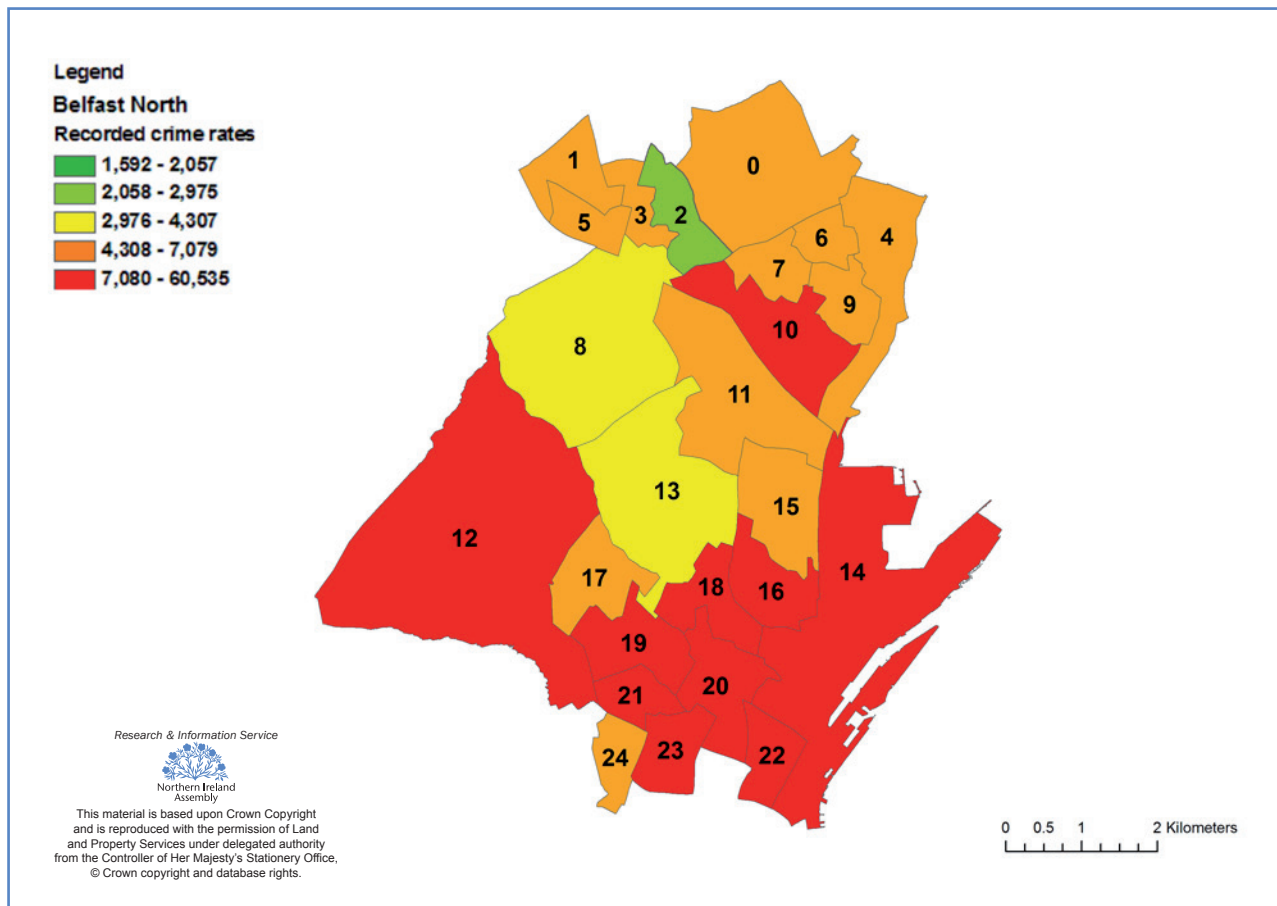 Legend
Belfast North
Recorded crime rates
1,592 - 2,057
2,058 - 2,975
2,976 - 4,307
4,308 - 7,079
7,080 - 60,535
0
1
2
3
4
5
6
7
8
9
10
11
12
13
14
15
16
17
18
19
20
21
22
23
24
Research & Information Service
Northern Ireland
Assembly
This material is based upon Crown Copyright
and is reproduced with the permission of Land
and Property Services under delegated authority
from the Controller of Her Majesty's Stationery Office,
© Crown copyright and database rights.
0 0.5 1 2 Kilometers